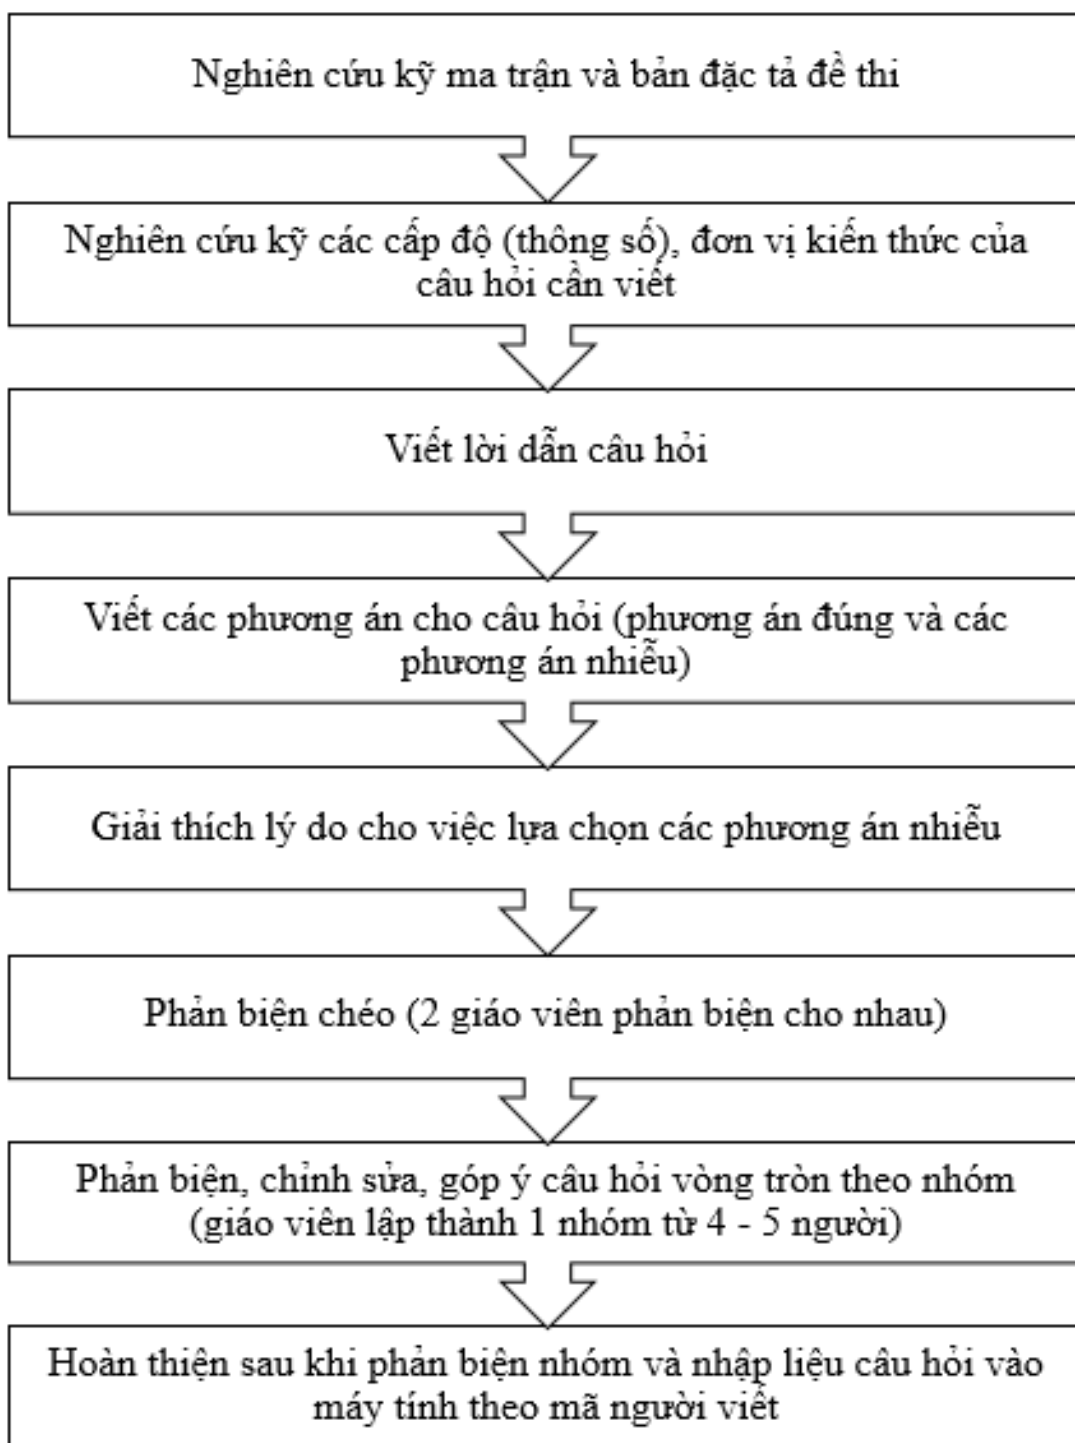 Nghiên cứu kỹ ma trận và bản đặc tả đề thi
Nghiên cứu kỹ các cấp độ (thông số), đơn vị kiến thức của
câu hỏi cần viết
Viết lời dẫn câu hỏi
Viết các phương án cho câu hỏi (phương án đúng và các
phương án nhiễu)
Giải thích lý do cho việc lựa chọn các phương án nhiễu
Phản biện chéo (2 giáo viên phản biện cho nhau)
Phản biện, chỉnh sửa, góp ý câu hỏi vòng tròn theo nhóm
(giáo viên lập thành 1 nhóm từ 4 - 5 người)
Hoàn thiện sau khi phản biện nhóm và nhập liệu câu hỏi vào
máy tính theo mã người viết